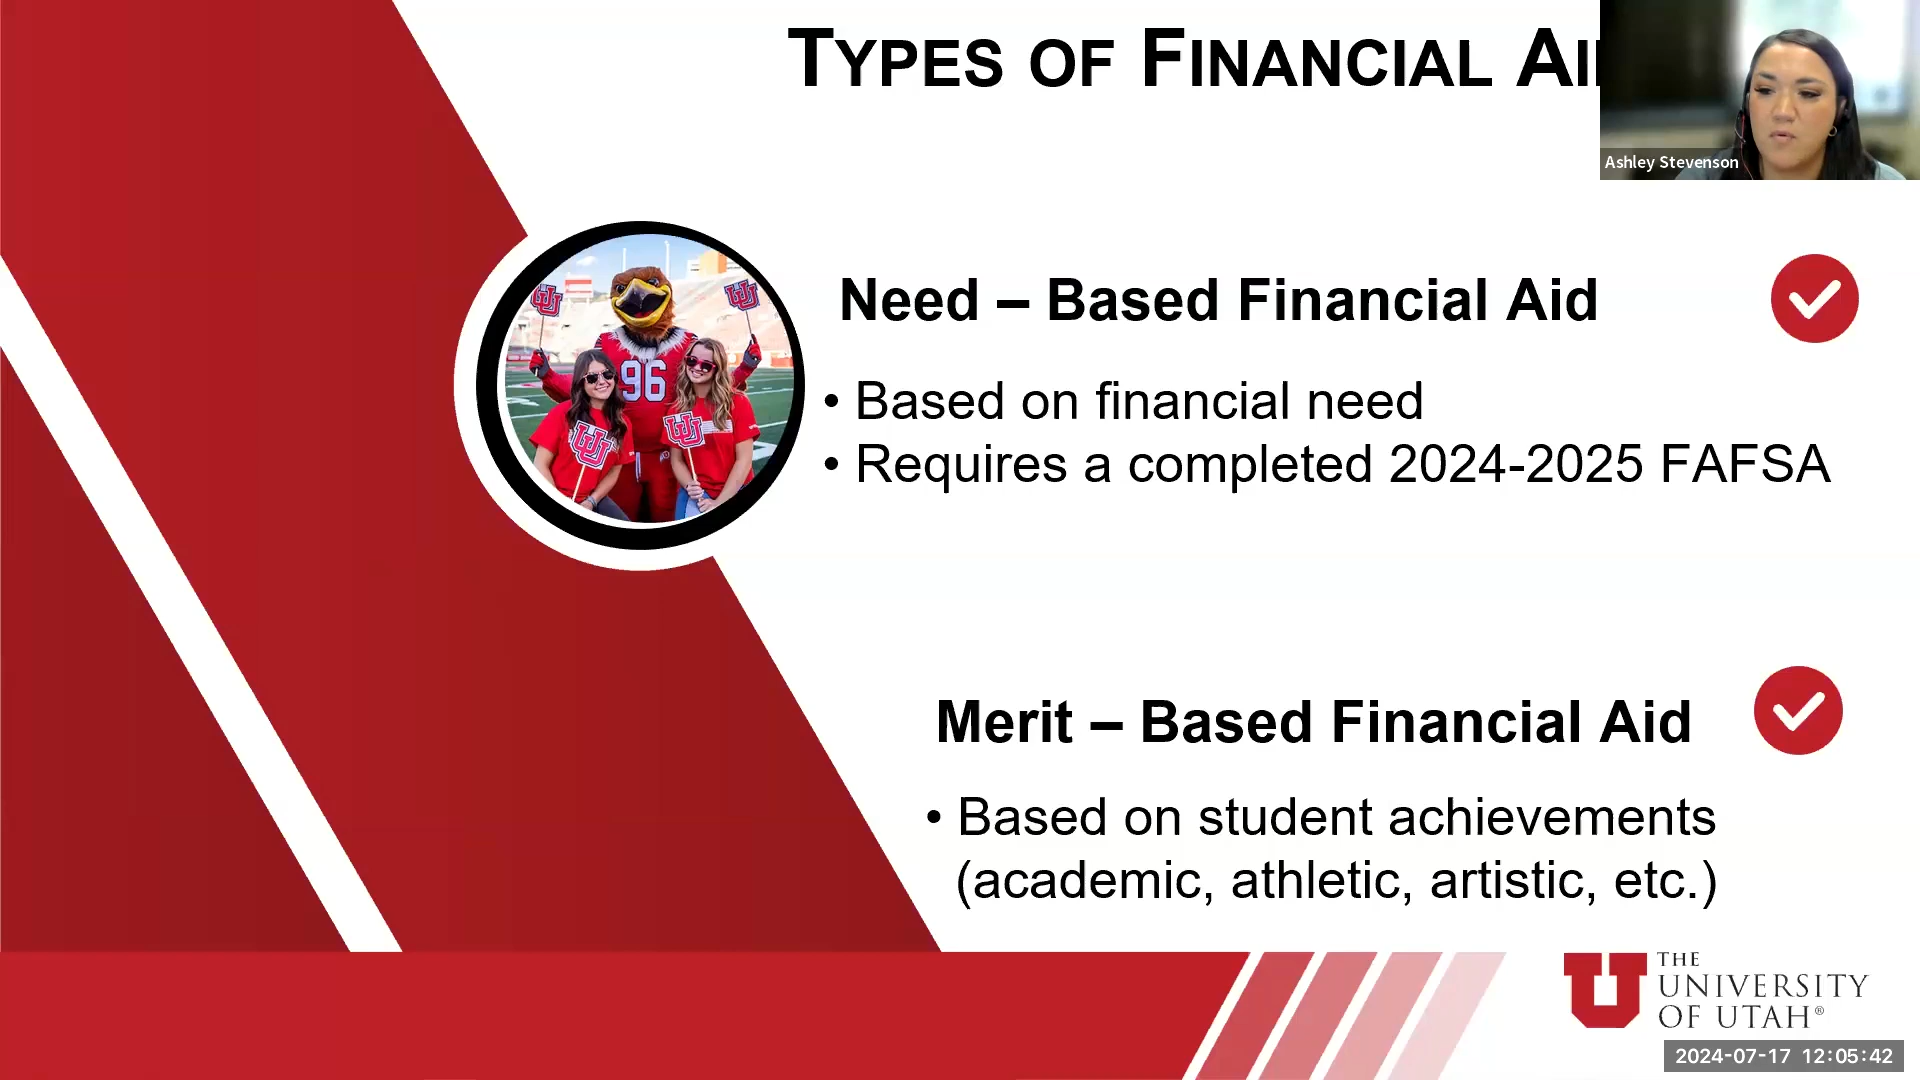 TYPES OF FINANCIAL AI
Ashley Stevenson
Need – Based Financial Aid
• Based on financial need
• Requires a completed 2024-2025 FAFSA
96
Merit – Based Financial Aid
• Based on student achievements
(academic, athletic, artistic, etc.)
THE
UNIVERSITY
OF UTAH®
2024-07-17 12:05:42